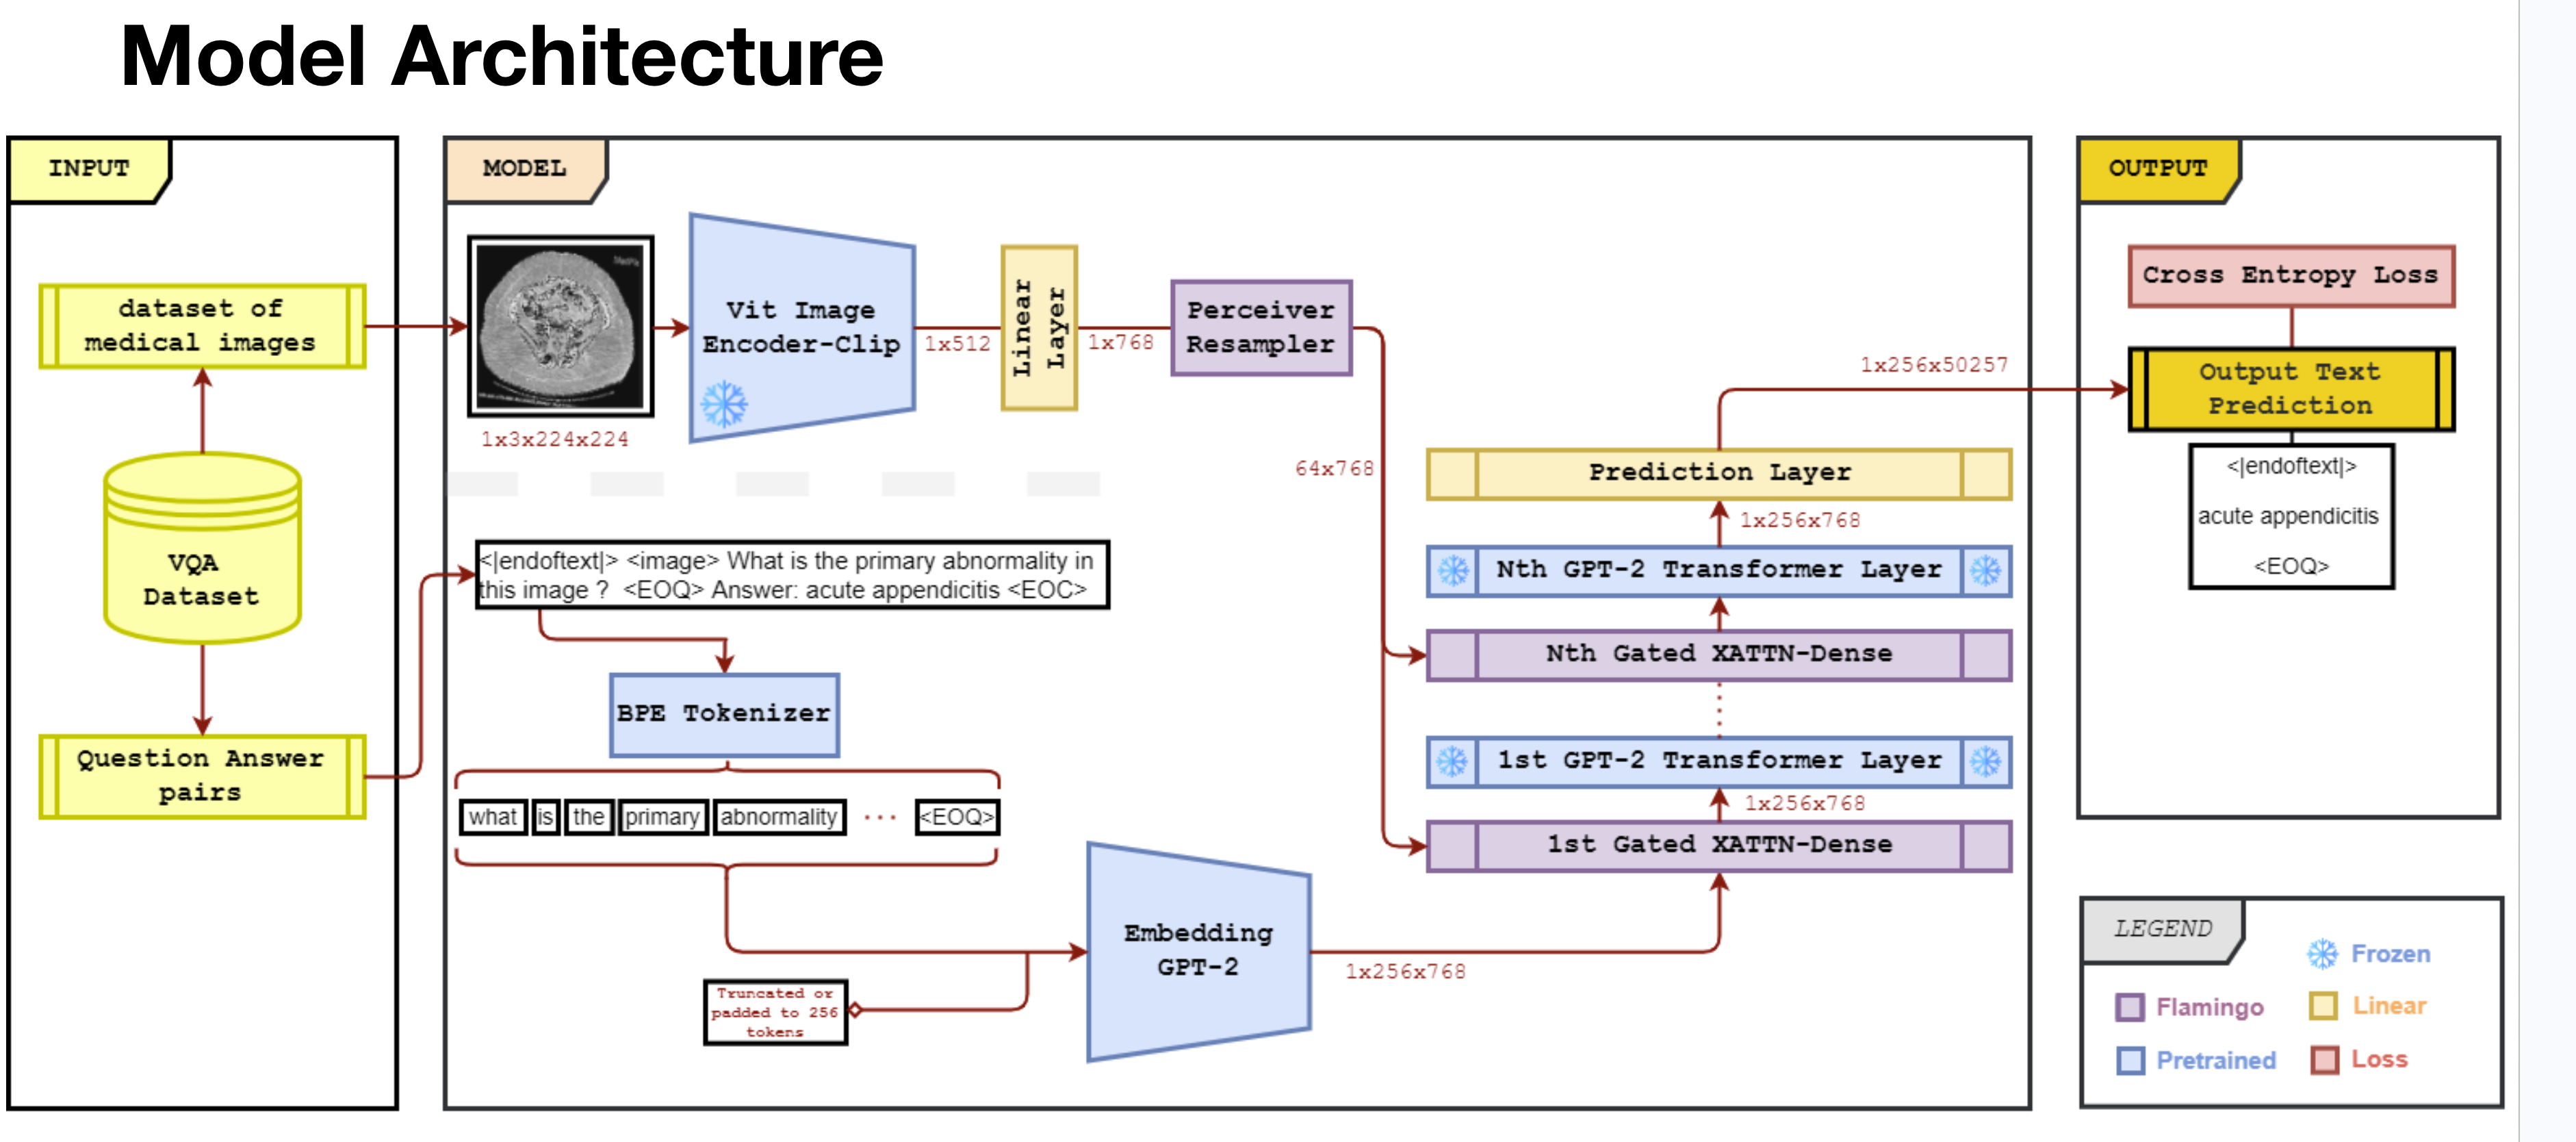 Model Architecture
INPUT
dataset of
medical images
VQA
Dataset
Question Answer
pairs
MODEL
1x3x224x224
Vit Image
Encoder-Clip
1x512
Linear
Layer
1x768
Perceiver
Resampler
64x768
<|endoftext|> <image> What is the primary abnormality in
this image ? <EOQ> Answer: acute appendicitis <EOC>
BPE Tokenizer
what is the primary abnormality ... <EOQ>
Truncated or
padded to 256
tokens
Embedding
GPT-2
1x256x768
1st Gated XATTN-Dense
1x256x768
1st GPT-2 Transformer Layer
Nth Gated XATTN-Dense
Nth GPT-2 Transformer Layer
1x256x768
Prediction Layer
1x256x50257
OUTPUT
Cross Entropy Loss
Output Text
Prediction
<|endoftext|>
acute appendicitis
<EOQ>
LEGEND
Frozen
Flamingo
Linear
Pretrained
Loss